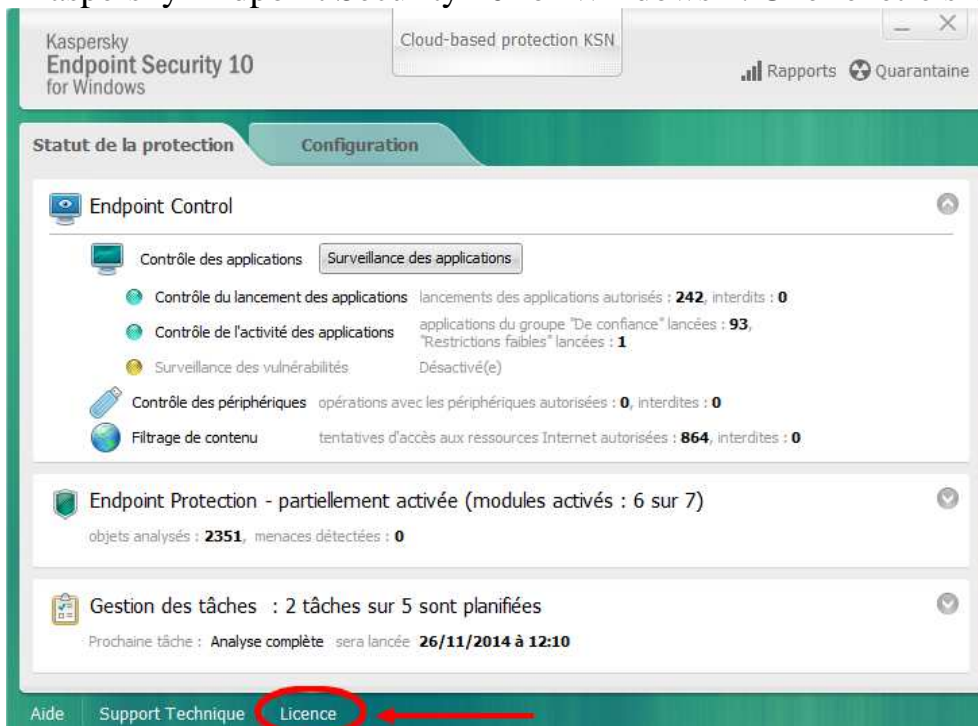 Kaspersky Endpoint Security 10 for Windows
Kaspersky
Endpoint Security 10
for Windows
Cloud-based protection KSN
Rapports
Quarantaine
Statut de la protection
Configuration
Endpoint Control
Contrôle des applications
Surveillance des applications
Contrôle du lancement des applications lancements des applications autorisés : 242, interdits : 0
Contrôle de l'activité des applications applications du groupe "De confiance" lancées : 93,
"Restrictions faibles" lancées : 1
Surveillance des vulnérabilités Désactivé(e)
Contrôle des périphériques opérations avec les périphériques autorisées : 0, interdites : 0
Filtrage de contenu tentatives d'accès aux ressources Internet autorisées : 864, interdites : 0
Endpoint Protection - partiellement activée (modules activés : 6 sur 7)
objets analysés : 2351, menaces détectées : 0
Gestion des tâches : 2 tâches sur 5 sont planifiées
Prochaine tâche : Analyse complète sera lancée 26/11/2014 à 12:10
Aide
Support Technique
Licence